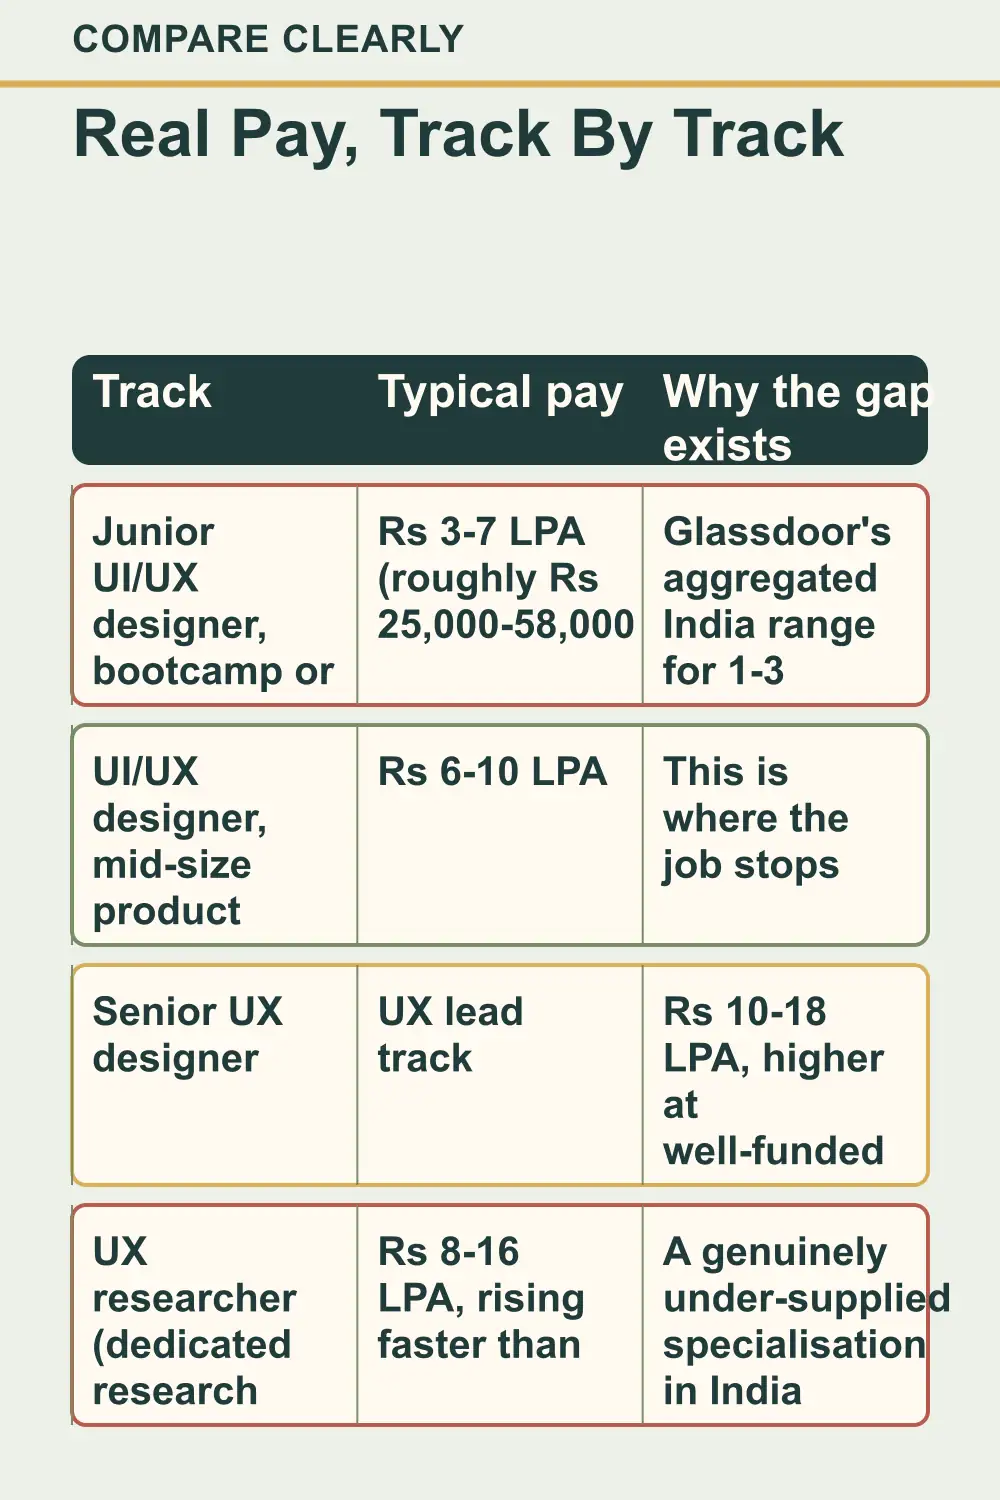 COMPARE CLEARLY
Real Pay, Track By Track
Track
Typical pay
Why the gap
exists
Junior
UI/UX
designer,
bootcamp or
Rs 3-7 LPA
(roughly Rs
25,000-58,000
Glassdoor's
aggregated
India range
for 1-3
UI/UX
designer,
mid-size
product
Rs 6-10 LPA
This is
where the
job stops
Senior UX
designer
UX lead
track
Rs 10-18
LPA, higher
at
well-funded
UX
researcher
(dedicated
research
Rs 8-16
LPA, rising
faster than
A genuinely
under-supplied
specialisation
in India